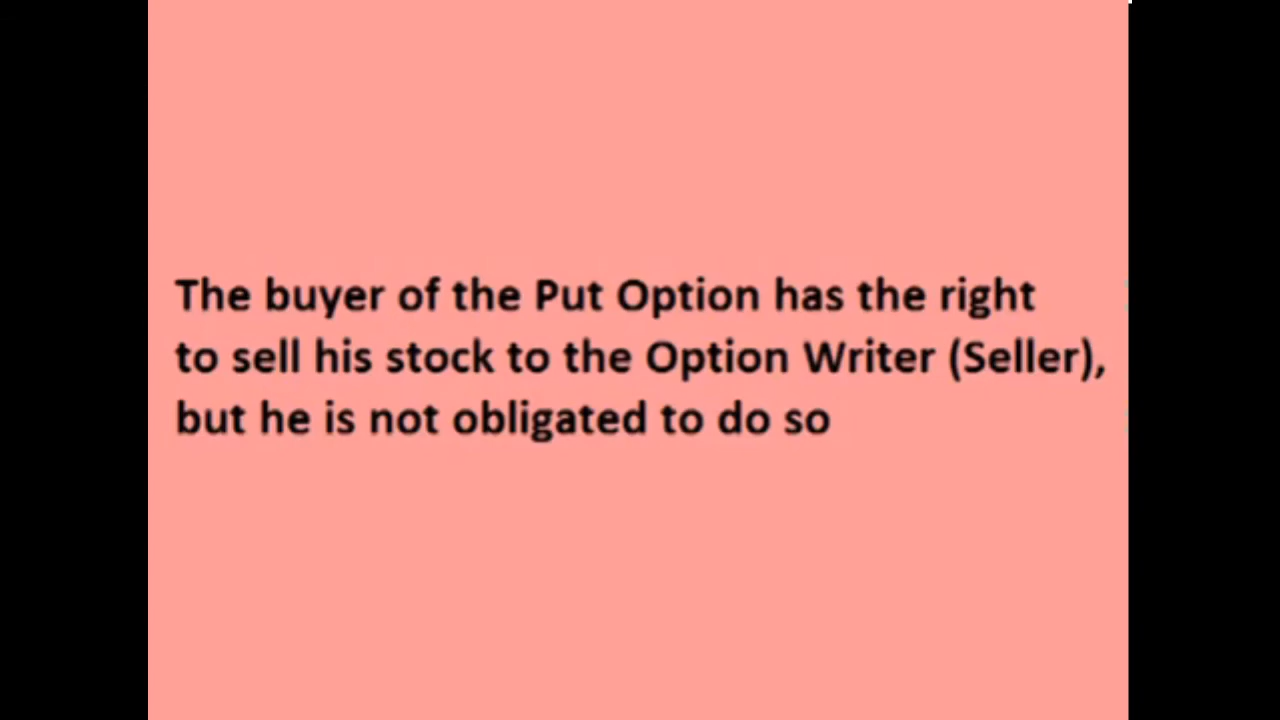 The buyer of the Put Option has the right
to sell his stock to the Option Writer (Seller),
but he is not obligated to do so